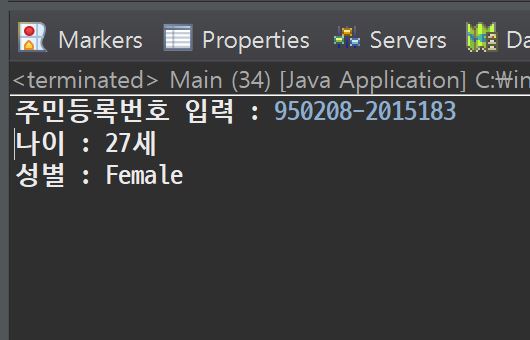 Markers Properties Servers Da
<terminated> Main (34) [Java Application] C:₩in
주민등록번호 입력 : 950208-2015183
나이 : 27세
성별 : Female